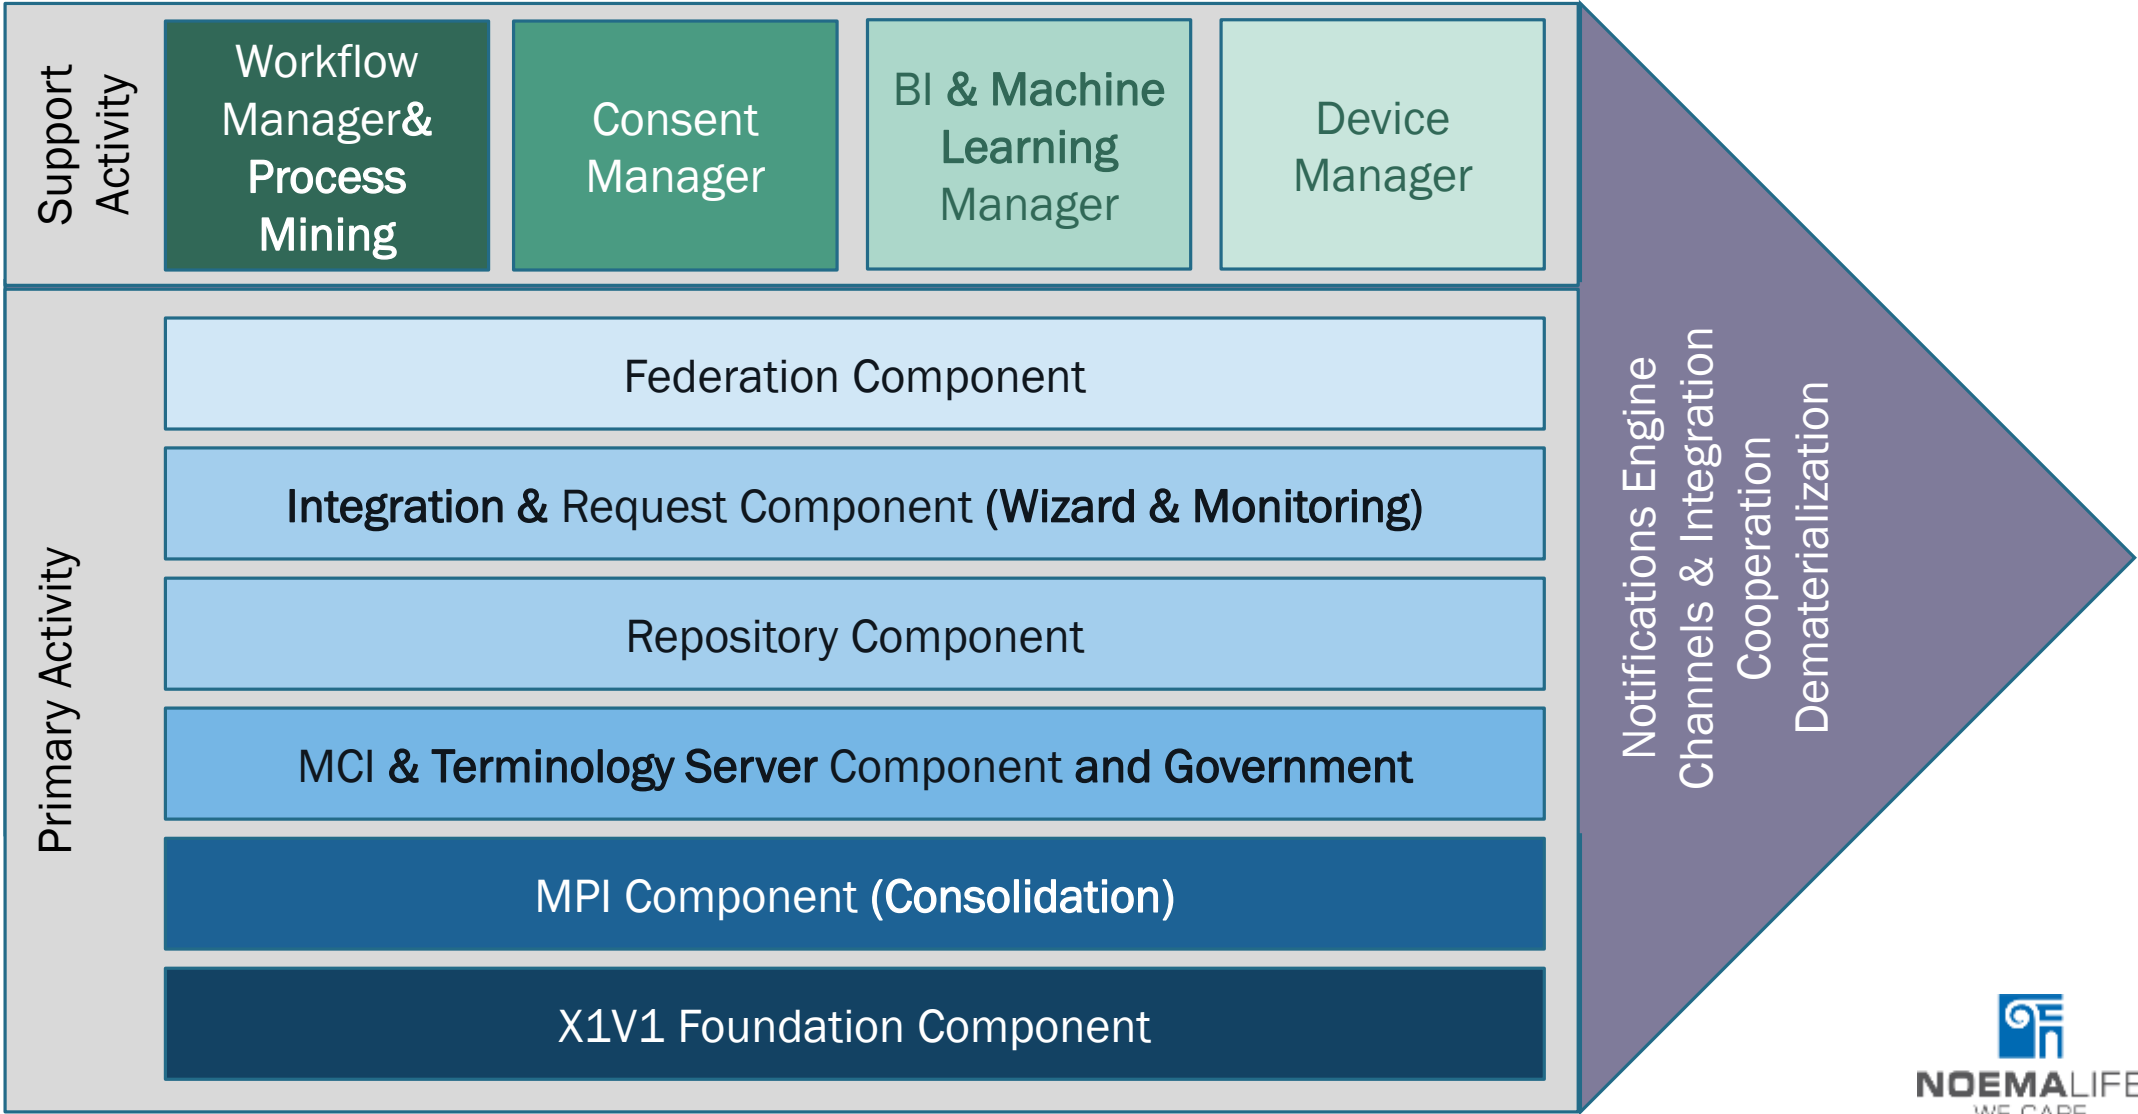 Support
Activity
Workflow
Manager&
Process
Mining
Consent
Manager
BI & Machine
Learning
Manager
Device
Manager
Primary Activity
Federation Component
Integration & Request Component (Wizard & Monitoring)
Repository Component
MCI & Terminology Server Component and Government
MPI Component (Consolidation)
X1V1 Foundation Component
Notifications Engine
Channels & Integration
Cooperation
Dematerialization
NOEMALIFE
WE CARE